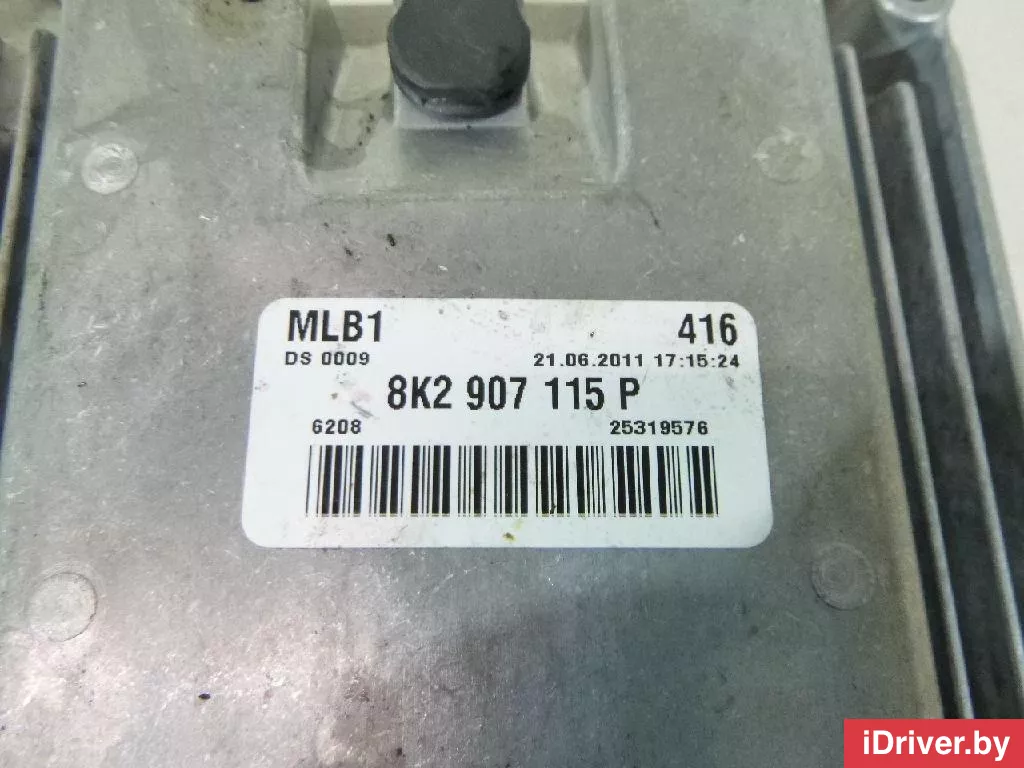 MLB1 416
DS 0009 21.06.2011 17:15:24
8K2 907 115 P
6208 25319576
iDriver.by